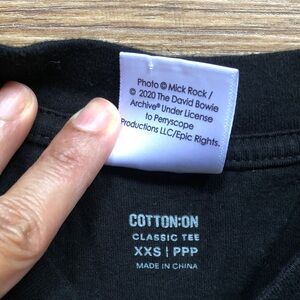 Photo © Mick Rock /
© 2020 The David Bowie
Archive® Under License
to Perryscope
Productions LLC/Epic Rights.
COTTON:ON
CLASSIC TEE
XXS | PPP
MADE IN CHINA